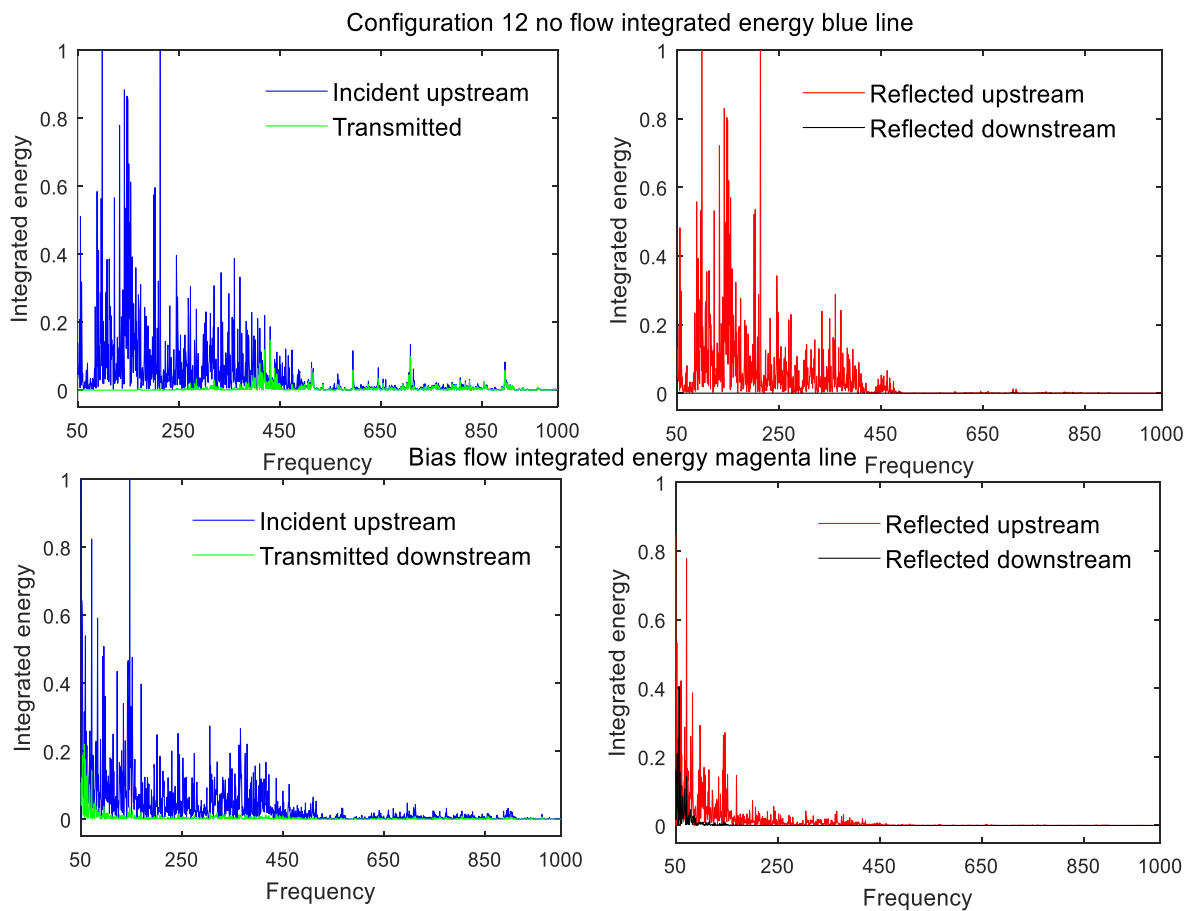 Configuration 12 no flow integrated energy blue line
1
0.8
0.6
0.4
0.2
0
Integrated energy
Incident upstream
Transmitted
50 250 450 650 850 1000
Frequency
1
0.8
0.6
0.4
0.2
0
Integrated energy
Reflected upstream
Reflected downstream
50 250 450 650 850 1000
Frequency
Bias flow integrated energy magenta line
1
0.8
0.6
0.4
0.2
0
Integrated energy
Incident upstream
Transmitted downstream
50 250 450 650 850 1000
Frequency
1
0.8
0.6
0.4
0.2
0
Integrated energy
Reflected upstream
Reflected downstream
50 250 450 650 850 1000
Frequency